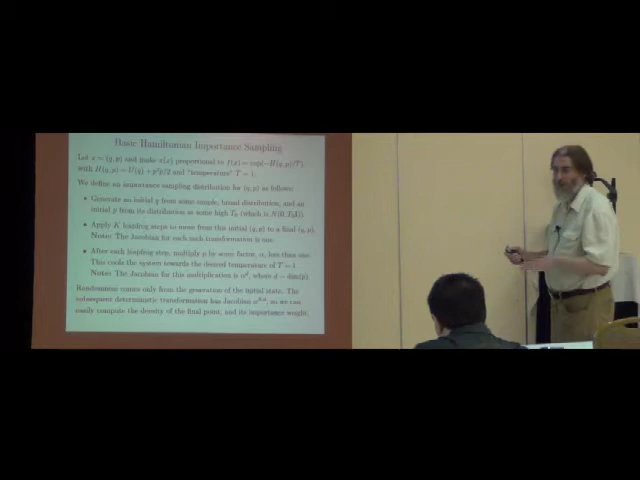 Basic Hamiltonian Importance Sampling
Let x = (q, p) and make π(x) proportional to f(x) = exp(−H(q, p)/T),
with H(q, p) = U(q) + pᵀp/2 and "temperature" T = 1.
We define an importance sampling distribution for (q, p) as follows:
• Generate an initial q from some simple, broad distribution, and an
initial p from its distribution as some high T₀ (which is N(0, T₀I)).
• Apply K leapfrog steps to move from this initial (q, p) to a final (q, p).
Note: The Jacobian for each such transformation is one.
• After each leapfrog step, multiply p by some factor, α, less than one.
This cools the system towards the desired temperature of T = 1.
Note: The Jacobian for this multiplication is αᵈ, where d = dim(p).
Randomness comes only from the generation of the initial state. The
subsequent deterministic transformation has Jacobian αᴷᵈ, so we can
easily compute the density of the final point, and its importance weight.